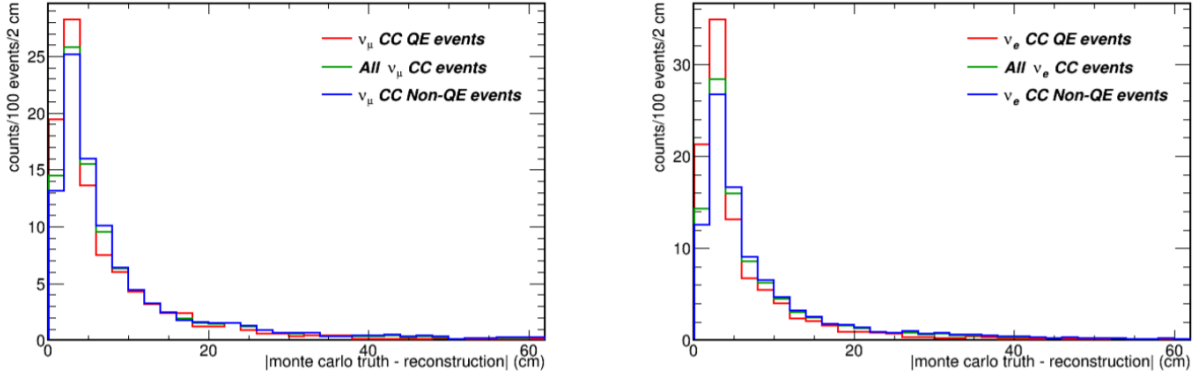 counts/100 events/2 cm
25
20
15
10
5
0
0
20
40
60
|monte carlo truth - reconstruction| (cm)
νμ CC QE events
All νμ CC events
νμ CC Non-QE events
counts/100 events/2 cm
30
20
10
0
0
20
40
60
|monte carlo truth - reconstruction| (cm)
νe CC QE events
All νe CC events
νe CC Non-QE events